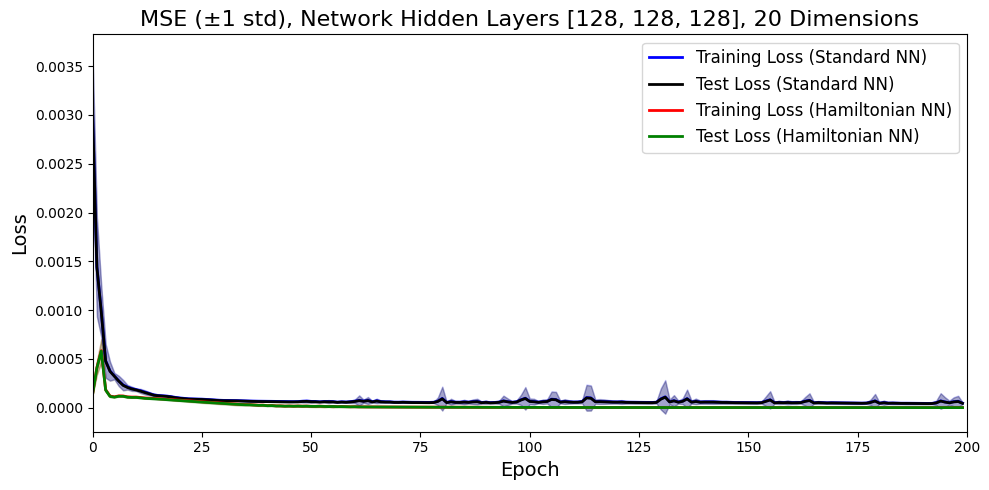 MSE (±1 std), Network Hidden Layers [128, 128, 128], 20 Dimensions
Training Loss (Standard NN)
Test Loss (Standard NN)
Training Loss (Hamiltonian NN)
Test Loss (Hamiltonian NN)
Loss
0.0035
0.0030
0.0025
0.0020
0.0015
0.0010
0.0005
0.0000
0 25 50 75 100 125 150 175 200
Epoch